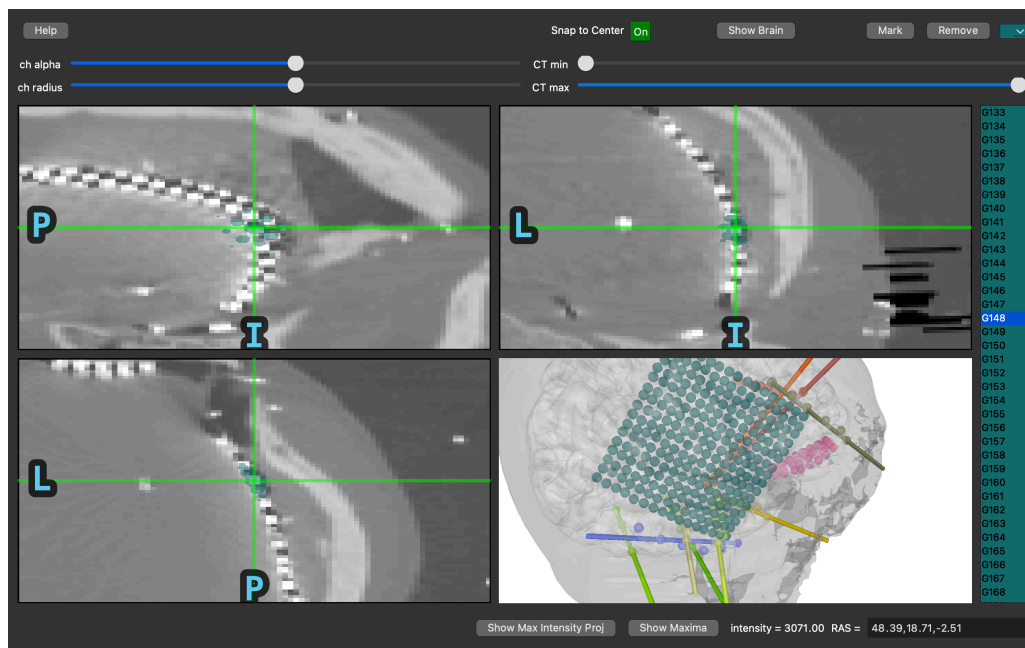 Help
Snap to Center On
Show Brain
Mark
Remove
ch alpha
CT min
ch radius
CT max
P
I
L
I
L
P
G133
G134
G135
G136
G137
G138
G139
G140
G141
G142
G143
G144
G145
G146
G147
G148
G149
G150
G151
G152
G153
G154
G155
G156
G157
G158
G159
G160
G161
G162
G163
G164
G165
G166
G167
G168
Show Max Intensity Proj
Show Maxima
intensity = 3071.00 RAS = 48.39,18.71,-2.51